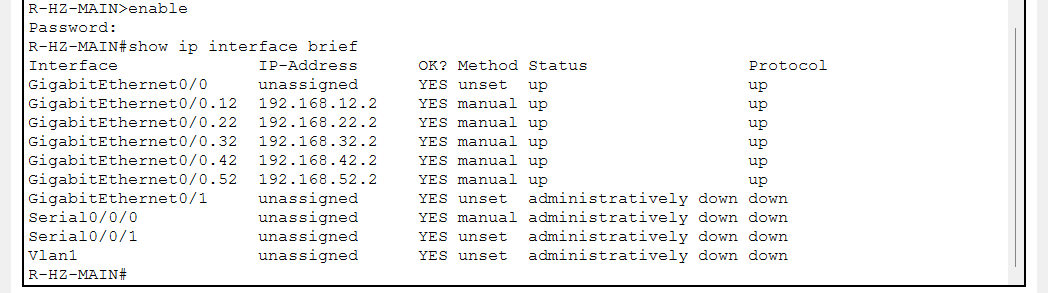 R-HZ-MAIN>enable
Password:
R-HZ-MAIN#show ip interface brief
Interface              IP-Address      OK? Method Status                Protocol
GigabitEthernet0/0     unassigned      YES unset  up                    up
GigabitEthernet0/0.12  192.168.12.2    YES manual up                    up
GigabitEthernet0/0.22  192.168.22.2    YES manual up                    up
GigabitEthernet0/0.32  192.168.32.2    YES manual up                    up
GigabitEthernet0/0.42  192.168.42.2    YES manual up                    up
GigabitEthernet0/0.52  192.168.52.2    YES manual up                    up
GigabitEthernet0/1     unassigned      YES unset  administratively down down
Serial0/0/0            unassigned      YES manual administratively down down
Serial0/0/1            unassigned      YES unset  administratively down down
Vlan1                  unassigned      YES unset  administratively down down
R-HZ-MAIN#